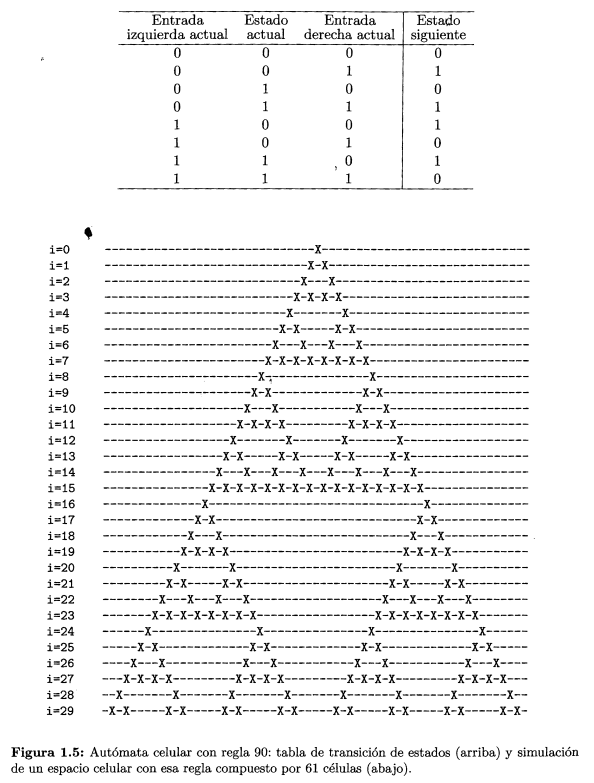 Entrada Estado Entrada Estado
izquierda actual actual derecha actual siguiente
0 0 0 0
0 0 1 1
0 1 0 0
0 1 1 1
1 0 0 1
1 0 1 0
1 1 0 1
1 1 1 0
i=0 ------------------------------X------------------------------
i=1 -----------------------------X-X-----------------------------
i=2 ----------------------------X---X----------------------------
i=3 ---------------------------X-X-X-X---------------------------
i=4 --------------------------X-------X--------------------------
i=5 -------------------------X-X-----X-X-------------------------
i=6 ------------------------X---X---X---X------------------------
i=7 -----------------------X-X-X-X-X-X-X-X-----------------------
i=8 ----------------------X---------------X----------------------
i=9 ---------------------X-X-------------X-X---------------------
i=10 --------------------X---X-----------X---X--------------------
i=11 -------------------X-X-X-X---------X-X-X-X-------------------
i=12 ------------------X-------X-------X-------X------------------
i=13 -----------------X-X-----X-X-----X-X-----X-X-----------------
i=14 ----------------X---X---X---X---X---X---X---X----------------
i=15 ---------------X-X-X-X-X-X-X-X-X-X-X-X-X-X-X-X---------------
i=16 --------------X-------------------------------X--------------
i=17 -------------X-X-----------------------------X-X-------------
i=18 ------------X---X---------------------------X---X------------
i=19 -----------X-X-X-X-------------------------X-X-X-X-----------
i=20 ----------X-------X-----------------------X-------X----------
i=21 ---------X-X-----X-X---------------------X-X-----X-X---------
i=22 --------X---X---X---X-------------------X---X---X---X--------
i=23 -------X-X-X-X-X-X-X-X-----------------X-X-X-X-X-X-X-X-------
i=24 ------X---------------X---------------X---------------X------
i=25 -----X-X-------------X-X-------------X-X-------------X-X-----
i=26 ----X---X-----------X---X-----------X---X-----------X---X----
i=27 ---X-X-X-X---------X-X-X-X---------X-X-X-X---------X-X-X-X---
i=28 --X-------X-------X-------X-------X-------X-------X-------X--
i=29 -X-X-----X-X-----X-X-----X-X-----X-X-----X-X-----X-X-----X-X-
Figura 1.5: Autómata celular con regla 90: tabla de transición de estados (arriba) y simulación
de un espacio celular con esa regla compuesto por 61 células (abajo).